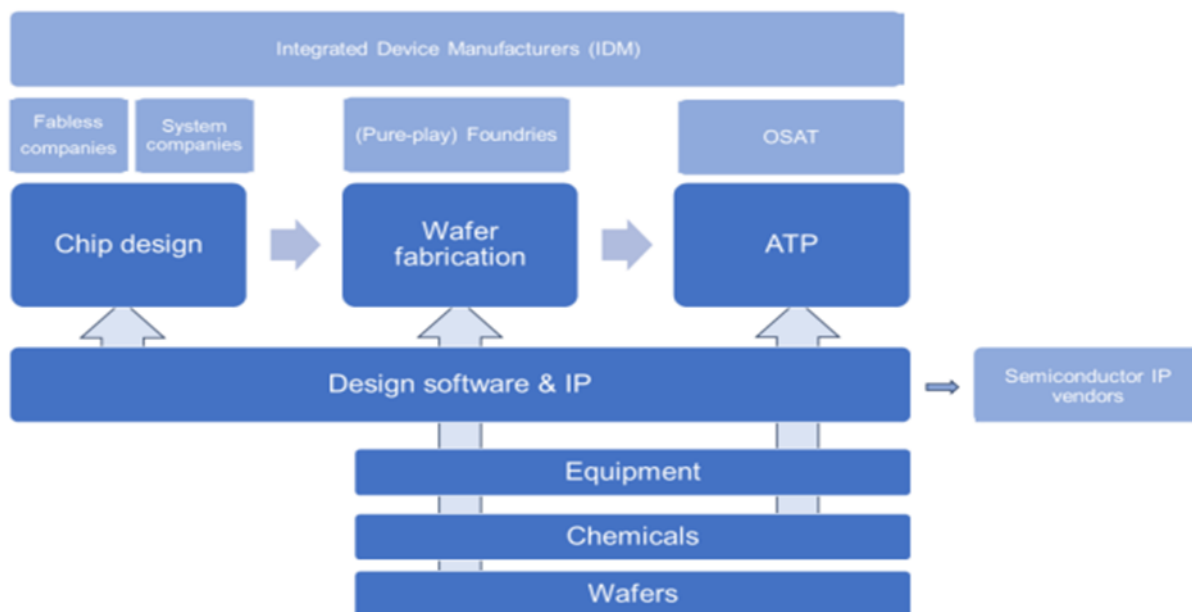 Integrated Device Manufacturers (IDM)
Fabless
companies
System
companies
(Pure-play) Foundries
OSAT
Chip design
Wafer
fabrication
ATP
Design software & IP
Semiconductor IP
vendors
Equipment
Chemicals
Wafers